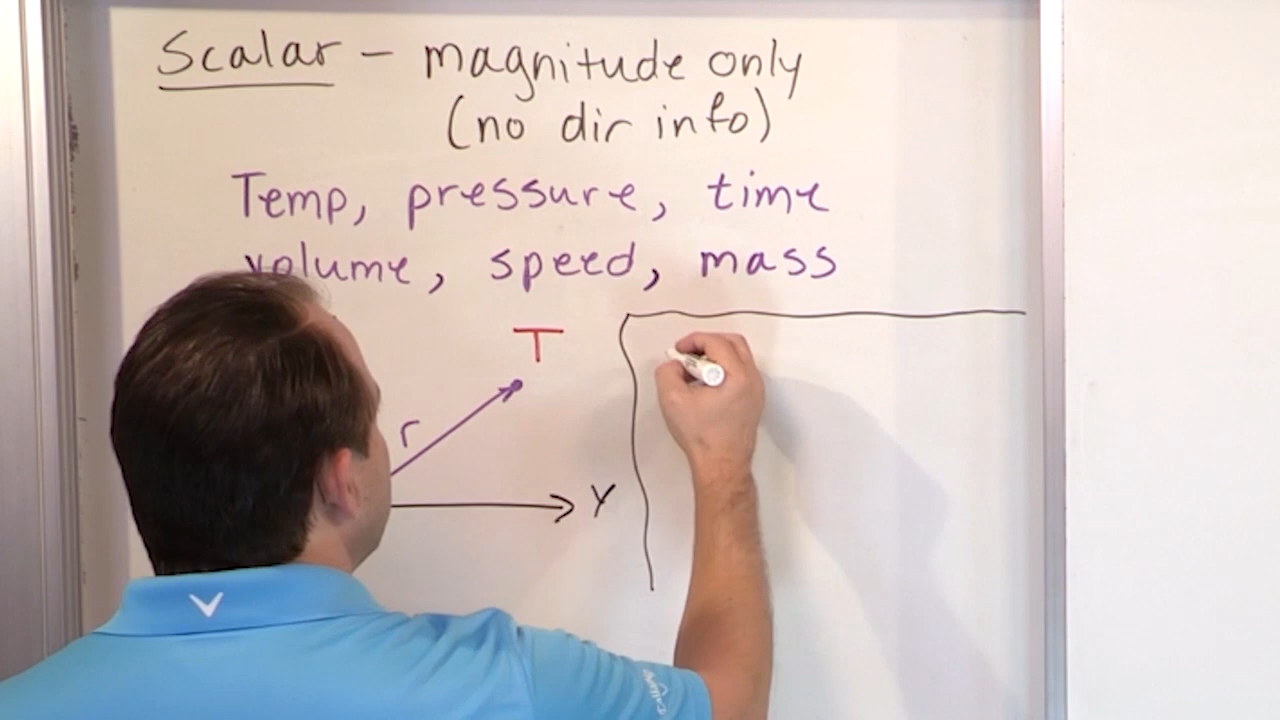 Scalar - magnitude only
(no dir info)
Temp, pressure, time
volume, speed, mass
T
r
Y